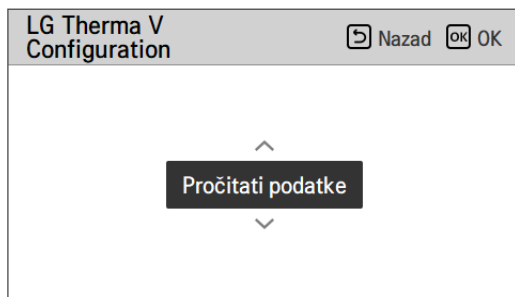 LG Therma V
Configuration
Nazad OK OK
Pročitati podatke